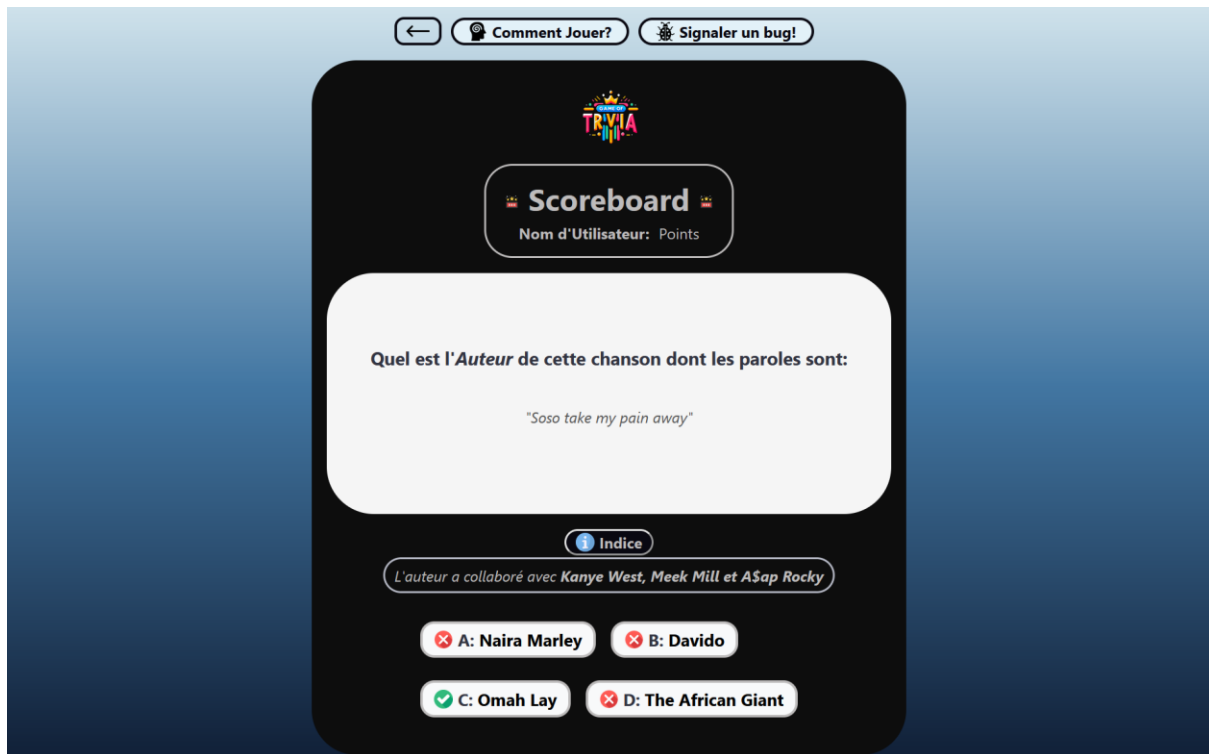 ← Comment Jouer? Signaler un bug!
GAME OF
TRIVIA
Scoreboard
Nom d'Utilisateur: Points
Quel est l'Auteur de cette chanson dont les paroles sont:
"Soso take my pain away"
Indice
L'auteur a collaboré avec Kanye West, Meek Mill et A$ap Rocky
A: Naira Marley B: Davido
C: Omah Lay D: The African Giant